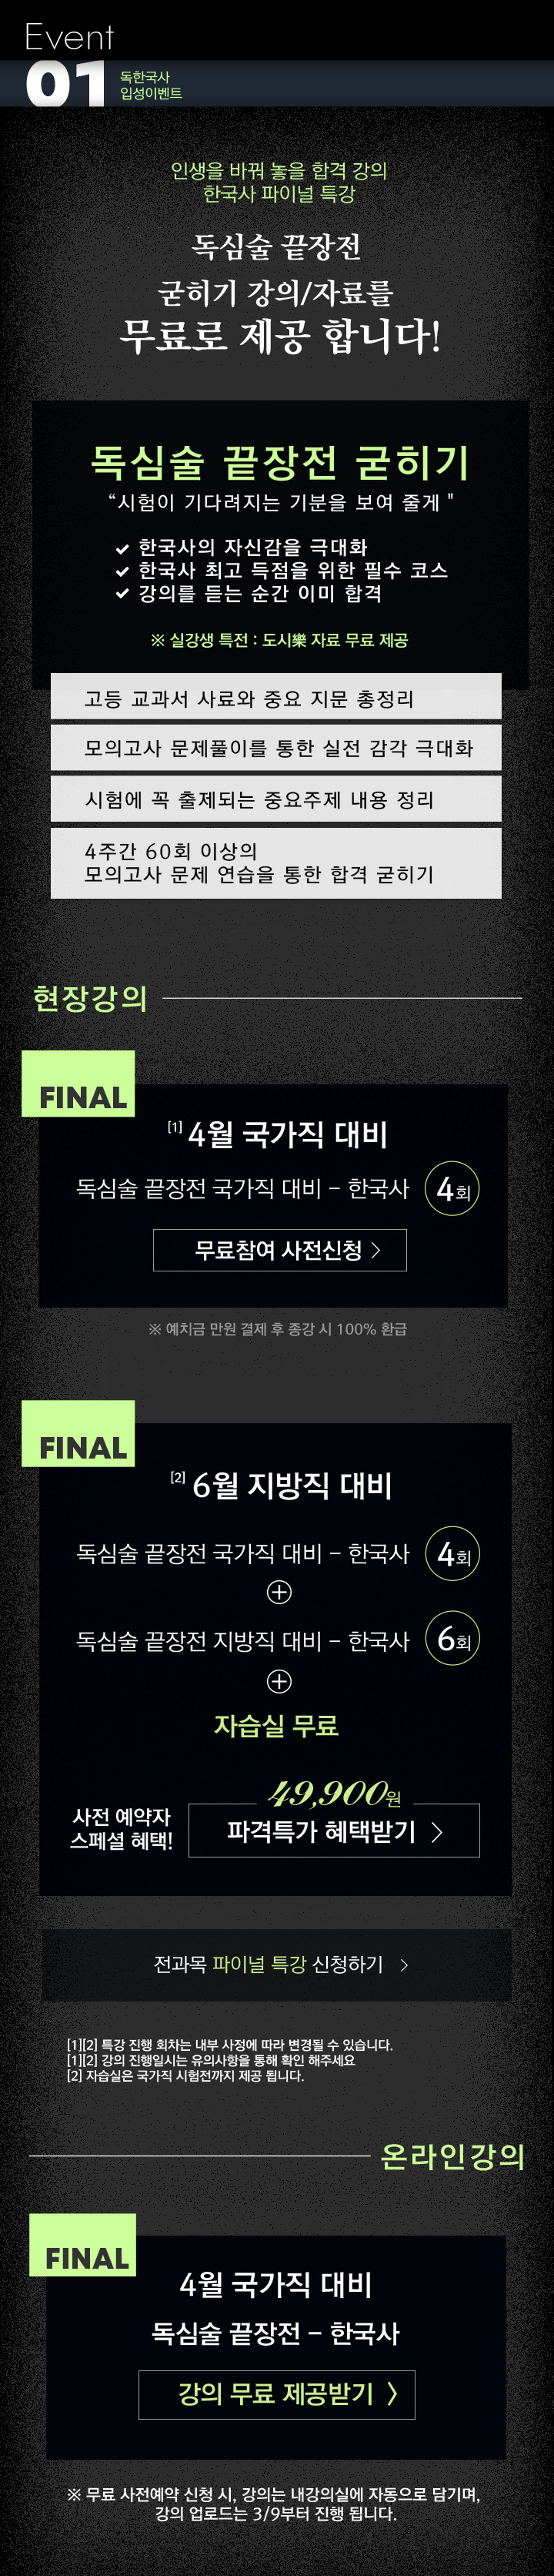 Event
01
독한국사
입성이벤트
인생을 바꿔 놓을 합격 강의
한국사 파이널 특강
독심술 끝장전
굳히기 강의/자료를
무료로 제공 합니다!
독심술 끝장전 굳히기
“시험이 기다려지는 기분을 보여 줄게 "
한국사의 자신감을 극대화
한국사 최고 득점을 위한 필수 코스
강의를 듣는 순간 이미 합격
※ 실강생 특전 : 도시樂 자료 무료 제공
고등 교과서 사료와 중요 지문 총정리
모의고사 문제풀이를 통한 실전 감각 극대화
시험에 꼭 출제되는 중요주제 내용 정리
4주간 60회 이상의
모의고사 문제 연습을 통한 합격 굳히기
현장강의
FINAL
[1] 4월 국가직 대비
독심술 끝장전 국가직 대비 – 한국사 4회
무료참여 사전신청 >
※ 예치금 만원 결제 후 종강 시 100% 환급
FINAL
[2] 6월 지방직 대비
독심술 끝장전 국가직 대비 – 한국사 4회
+
독심술 끝장전 지방직 대비 – 한국사 6회
+
자습실 무료
49,900원
사전 예약자
스페셜 혜택!
파격특가 혜택받기 >
전과목 파이널 특강 신청하기 >
[1][2] 특강 진행 회차는 내부 사정에 따라 변경될 수 있습니다.
[1][2] 강의 진행일시는 유의사항을 통해 확인 해주세요
[2] 자습실은 국가직 시험전까지 제공 됩니다.
온라인강의
FINAL
4월 국가직 대비
독심술 끝장전 – 한국사
강의 무료 제공받기 >
※ 무료 사전예약 신청 시, 강의는 내강의실에 자동으로 담기며,
강의 업로드는 3/9부터 진행 됩니다.